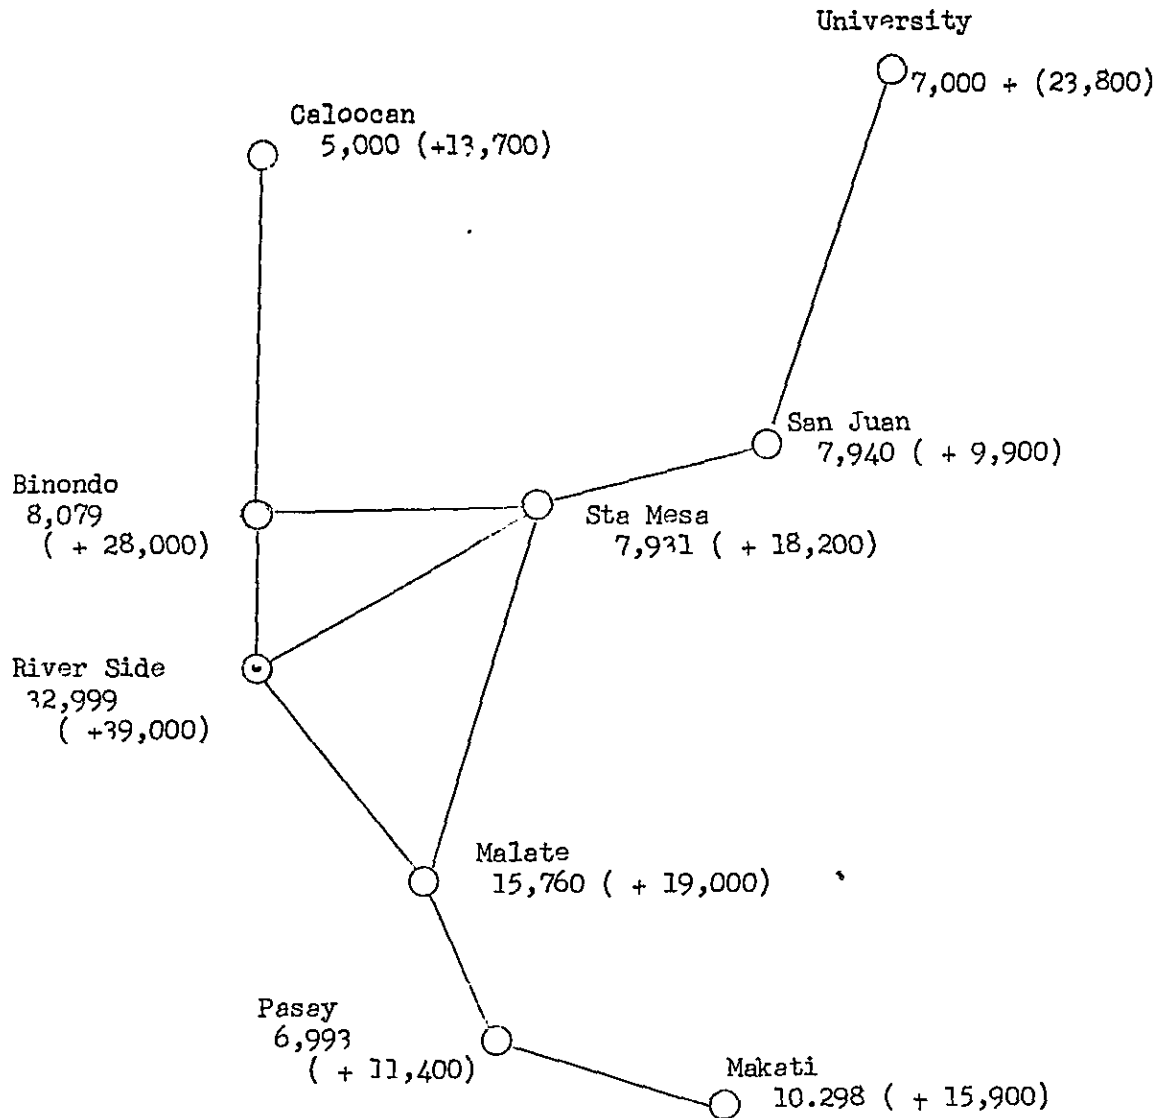 University
7,000 + (23,800)
Caloocan
5,000 (+13,700)
San Juan
7,940 ( + 9,900)
Binondo
8,079
( + 28,000)
Sta Mesa
7,931 ( + 18,200)
River Side
32,999
( +39,000)
Malate
15,760 ( + 19,000)
Pasay
6,993
( + 11,400)
Makati
10.298 ( + 15,900)